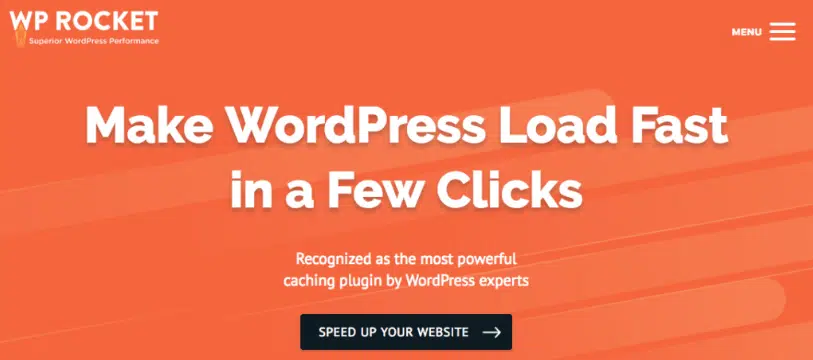 WP ROCKET
Superior WordPress Performance
MENU
Make WordPress Load Fast
in a Few Clicks
Recognized as the most powerful
caching plugin by WordPress experts
SPEED UP YOUR WEBSITE